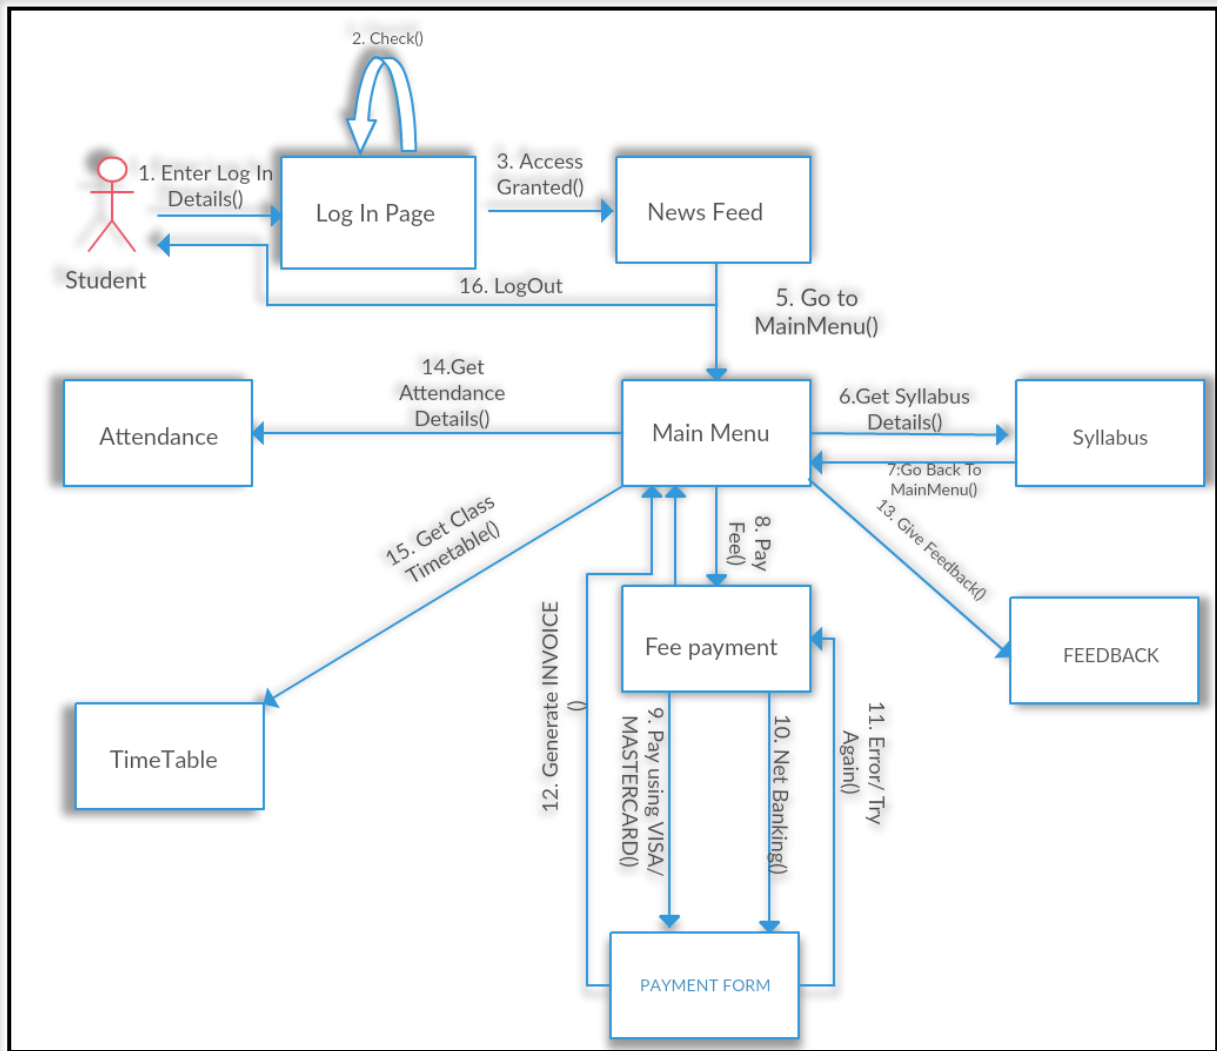 2. Check()
1. Enter Log In
Details()
3. Access
Granted()
Log In Page
News Feed
Student
16. LogOut
5. Go to
MainMenu()
14.Get
Attendance
Details()
6.Get Syllabus
Details()
Attendance
Main Menu
Syllabus
7:Go Back To
MainMenu()
15. Get Class
Timetable()
8. Pay
Fee()
13. Give Feedback()
12. Generate INVOICE
()
Fee payment
FEEDBACK
TimeTable
9. Pay using VISA/
MASTERCARD()
10. Net Banking()
11. Error/ Try
Again()
PAYMENT FORM